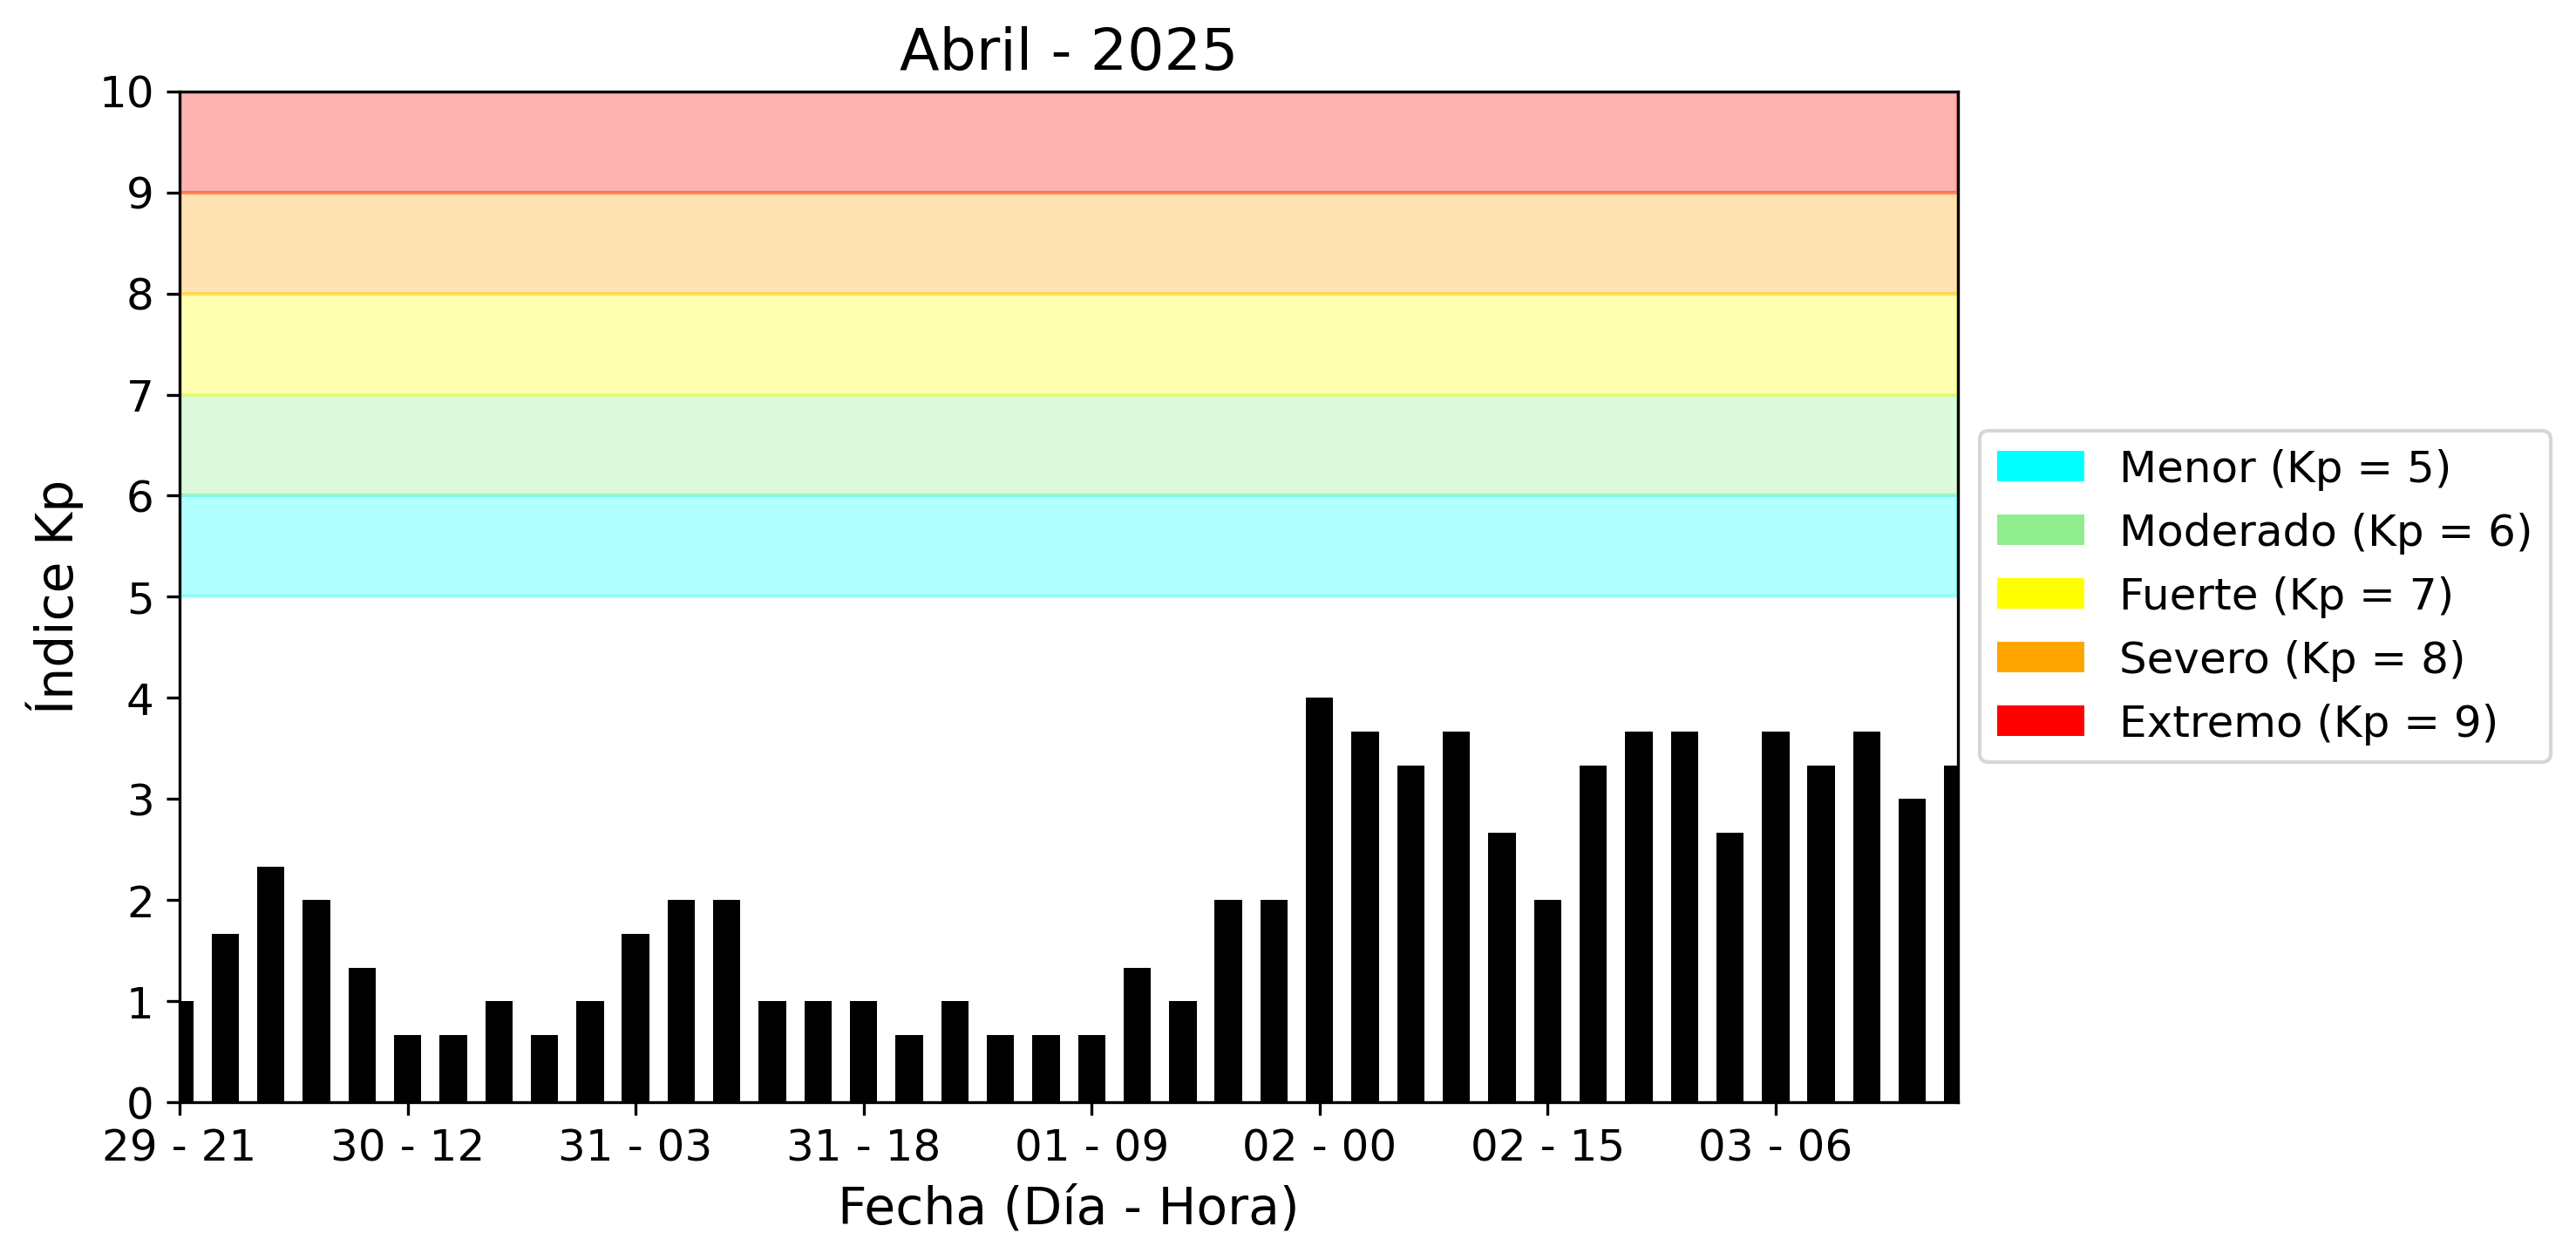 Abril - 2025
Índice Kp
10
9
8
7
6
5
4
3
2
1
0
29 - 21
30 - 12
31 - 03
31 - 18
01 - 09
02 - 00
02 - 15
03 - 06
Fecha (Día - Hora)
Menor (Kp = 5)
Moderado (Kp = 6)
Fuerte (Kp = 7)
Severo (Kp = 8)
Extremo (Kp = 9)